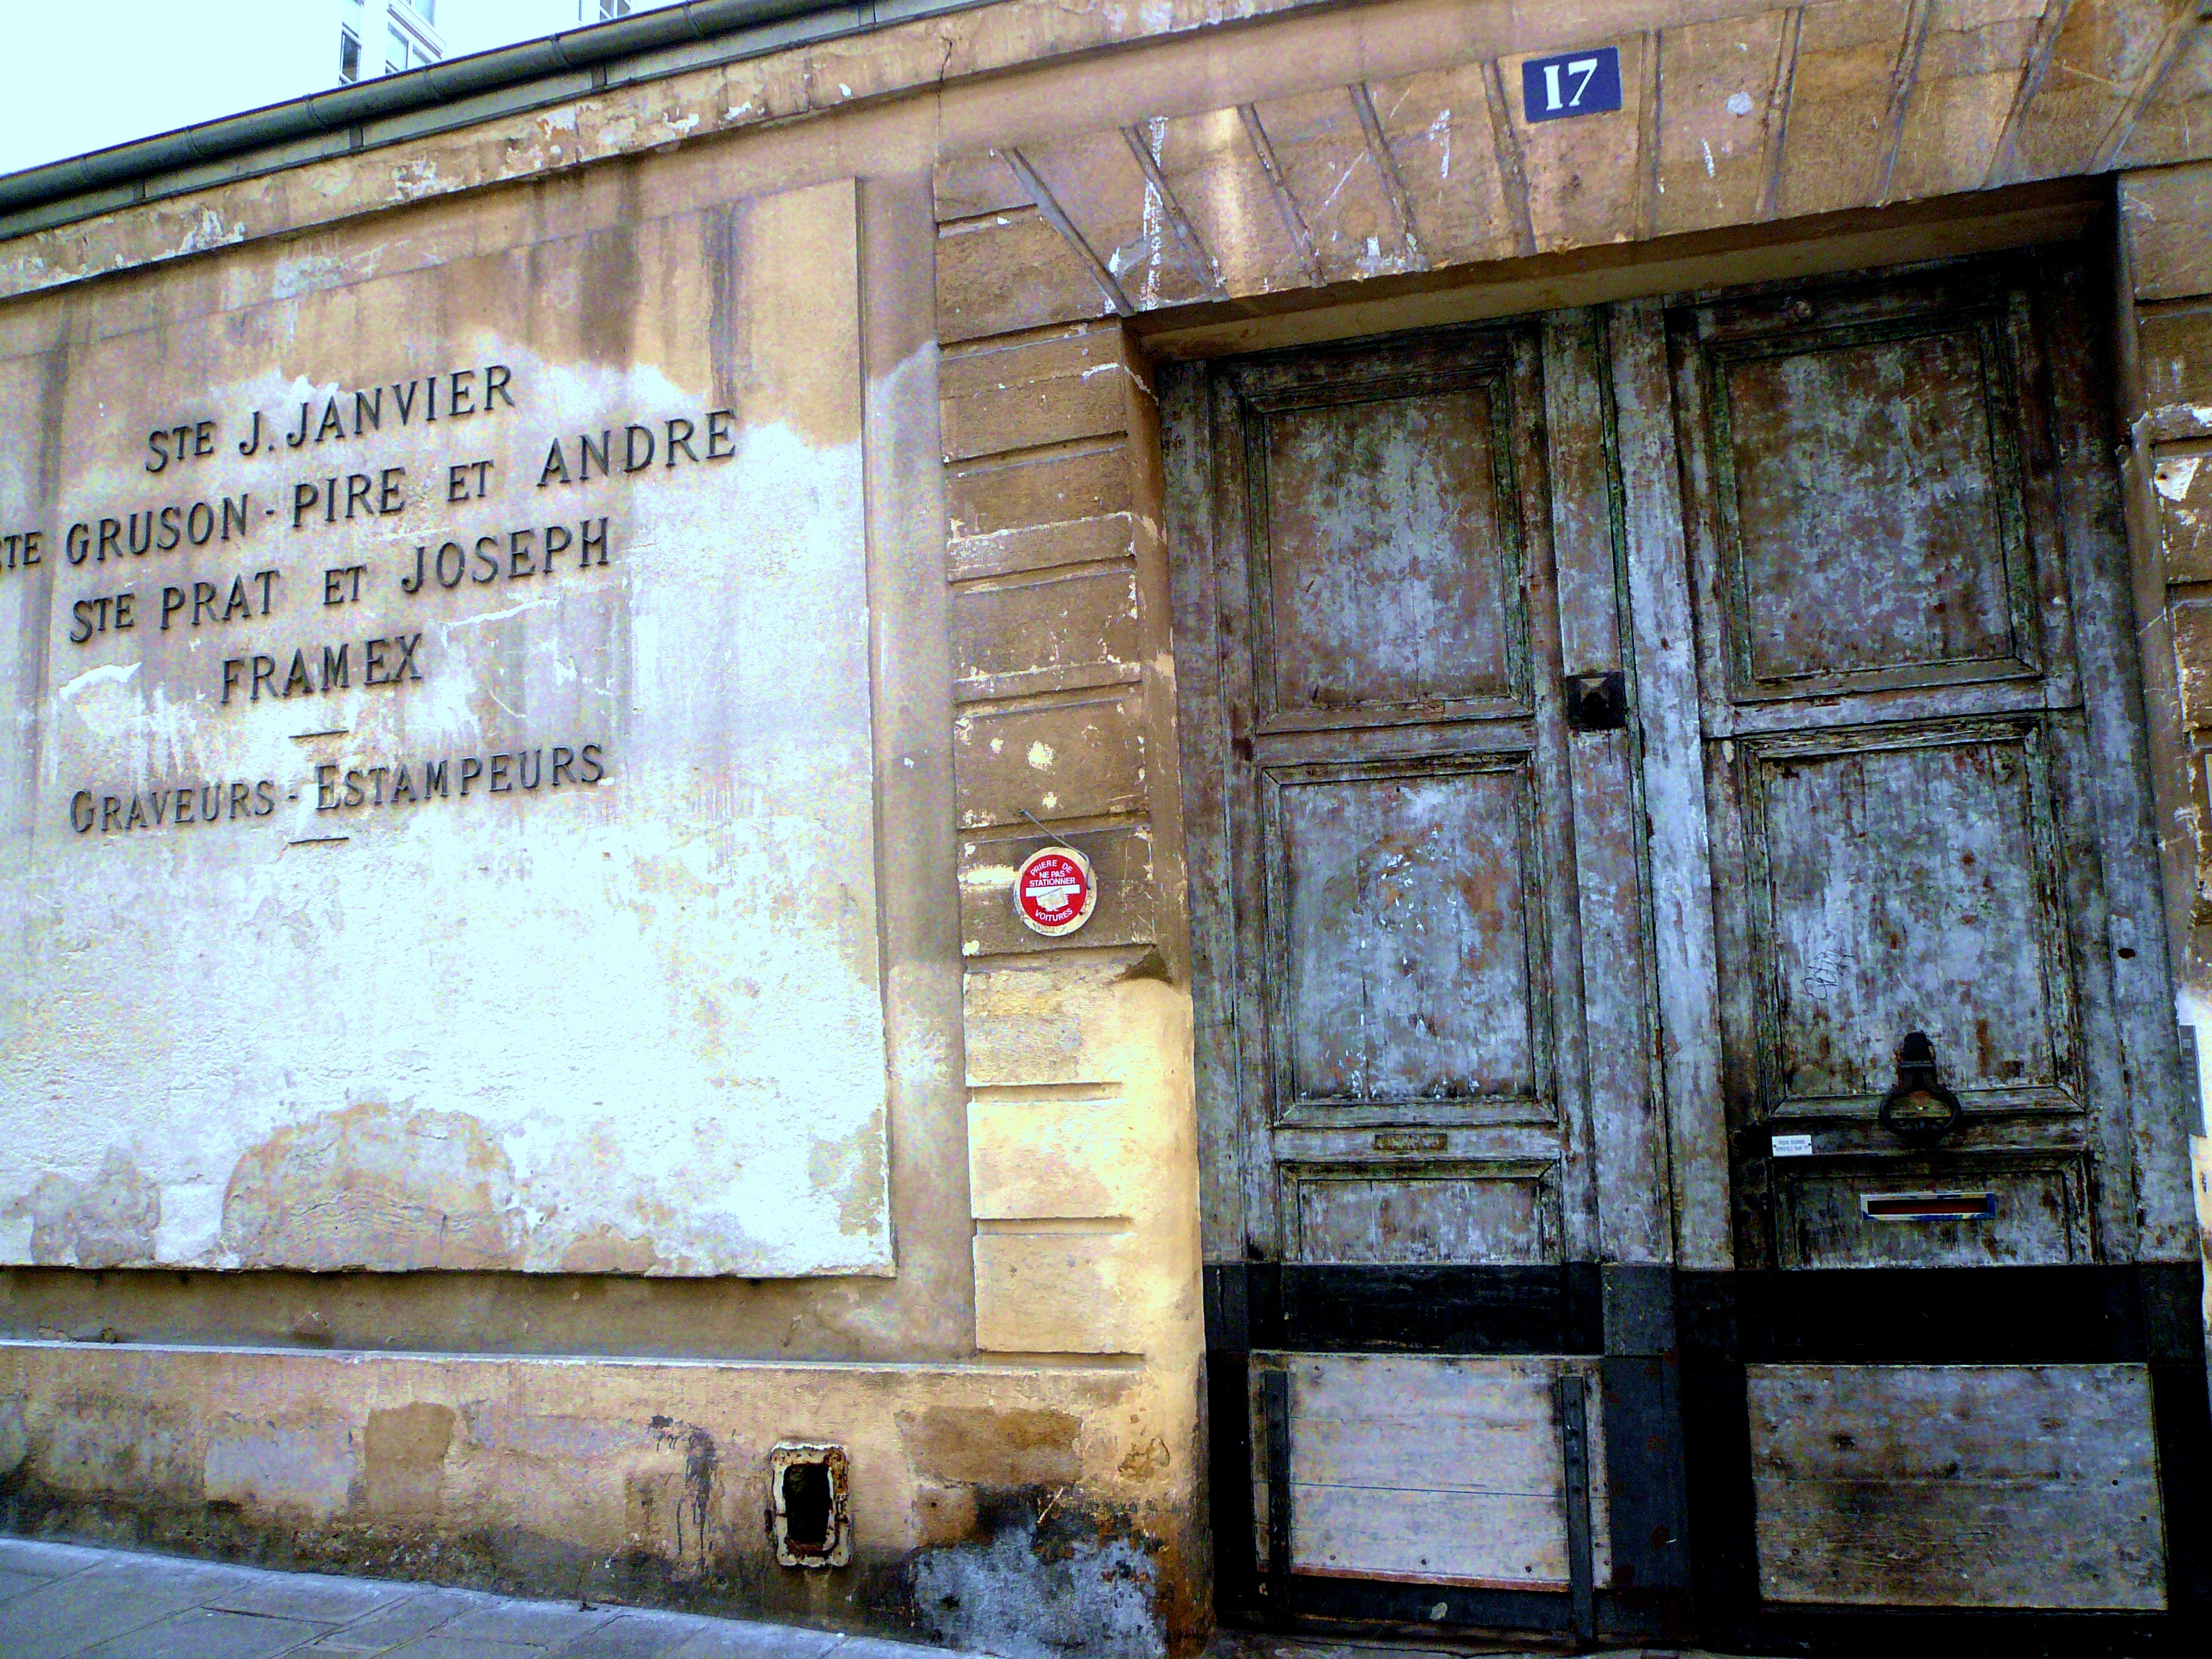 17
STE J. JANVIER
STE GRUSON - PIRE ET ANDRE
STE PRAT ET JOSEPH
FRAMEX
GRAVEURS - ESTAMPEURS
PRIERE DE
NE PAS
STATIONNER
VOITURES